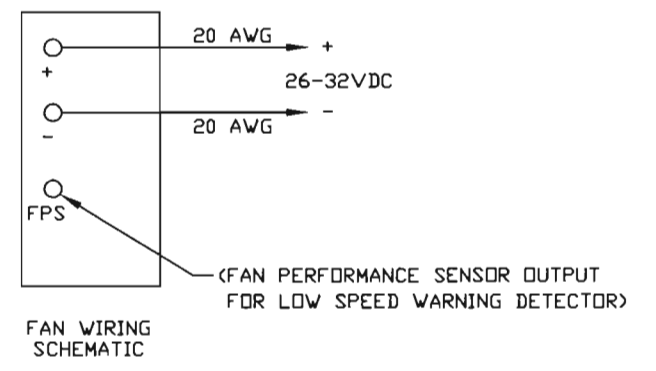 20 AWG
+
+
26-32VDC
-
-
20 AWG
FPS
(FAN PERFORMANCE SENSOR OUTPUT
FOR LOW SPEED WARNING DETECTOR)
FAN WIRING
SCHEMATIC